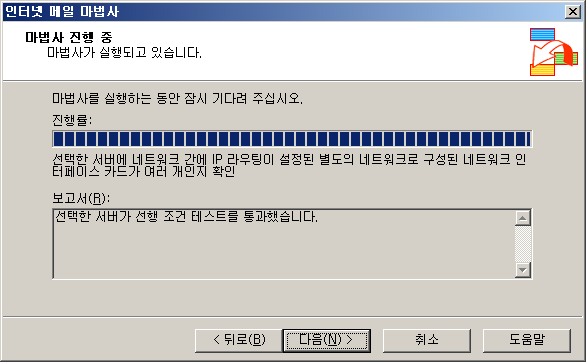 인터넷 메일 마법사
마법사 진행 중
마법사가 실행되고 있습니다.
마법사를 실행하는 동안 잠시 기다려 주십시오.
진행률:
선택한 서버에 네트워크 간에 IP 라우팅이 설정된 별도의 네트워크로 구성된 네트워크 인
터페이스 카드가 여러 개인지 확인
보고서(R):
선택한 서버가 선행 조건 테스트를 통과했습니다.
< 뒤로(B)
다음(N) >
취소
도움말